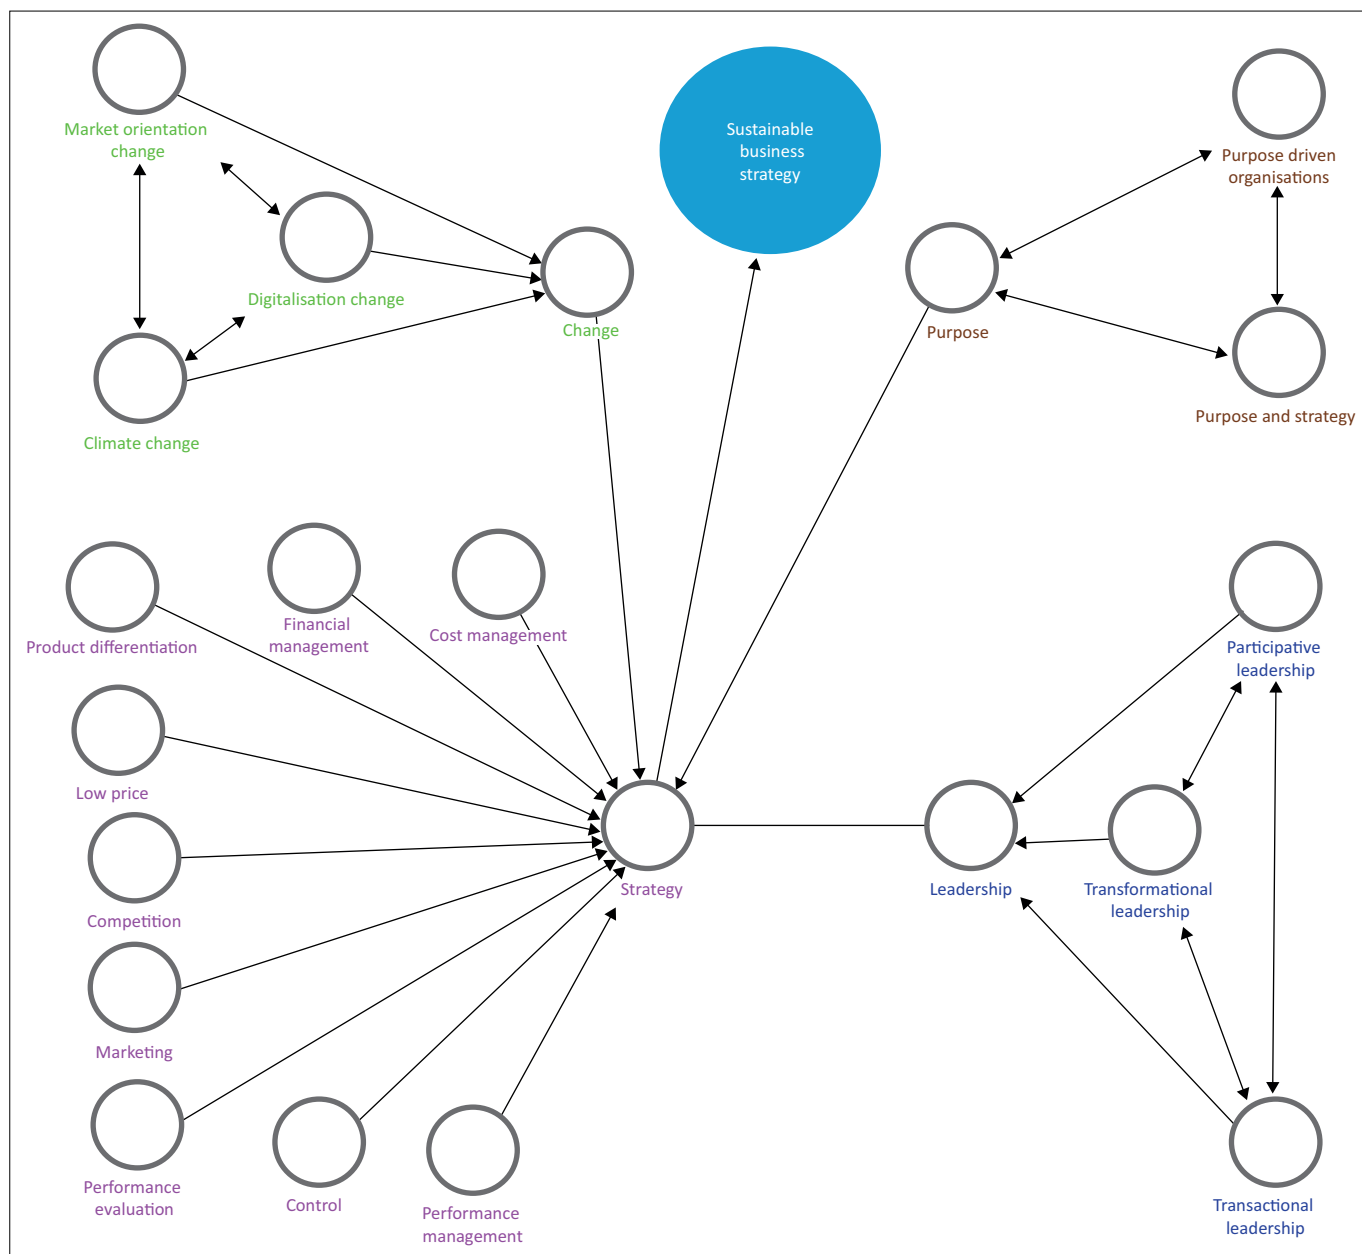 Market orientation
change
Sustainable
business
strategy
Purpose driven
organisations
Digitalisation change
Change
Purpose
Climate change
Purpose and strategy
Product differentiation
Financial
management
Cost management
Participative
leadership
Low price
Strategy
Leadership
Transformational
leadership
Competition
Marketing
Performance
evaluation
Control
Performance
management
Transactional
leadership